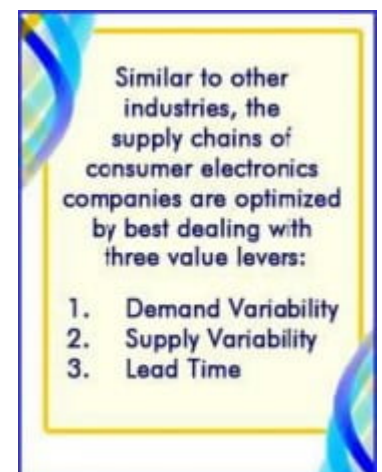 Similar to other
industries, the
supply chains of
consumer electronics
companies are optimized
by best dealing with
three value levers:
1. Demand Variability
2. Supply Variability
3. Lead Time